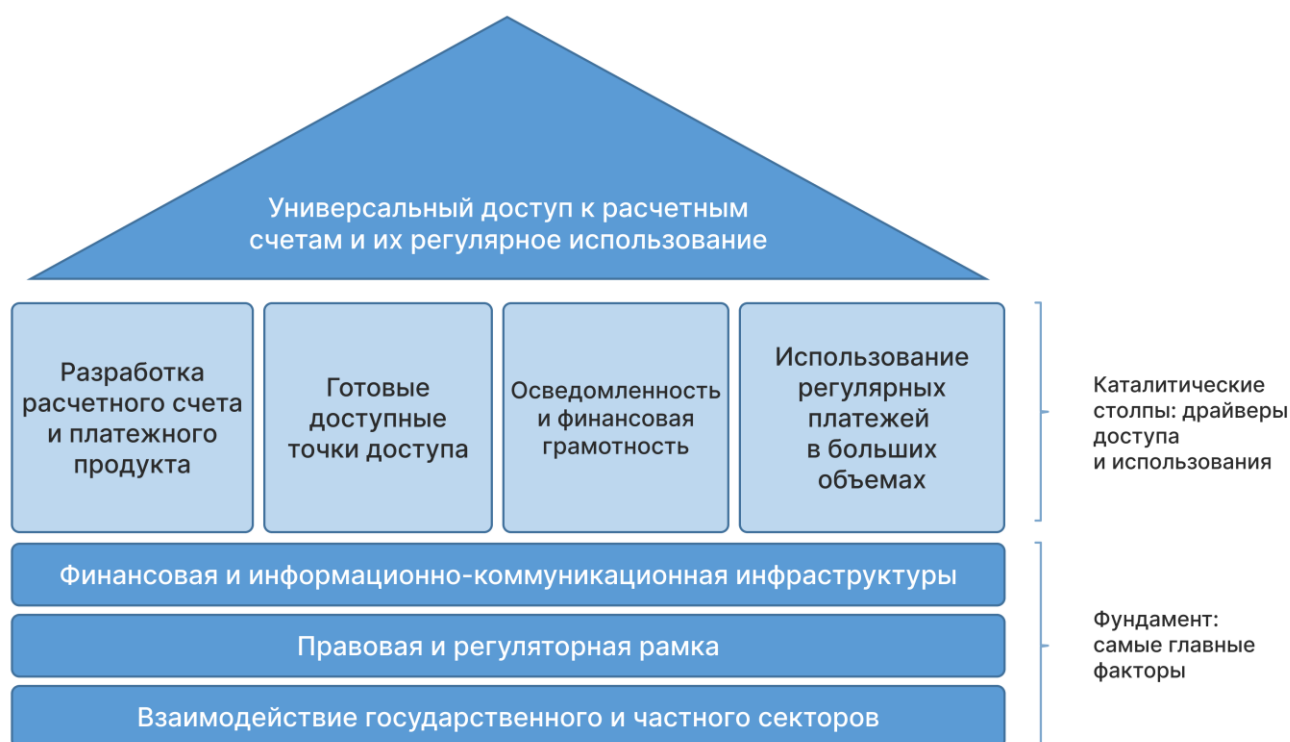 Универсальный доступ к расчетным
счетам и их регулярное использование
Разработка
расчетного счета
и платежного
продукта
Готовые
доступные
точки доступа
Осведомленность
и финансовая
грамотность
Использование
регулярных
платежей
в больших
объемах
Каталитические
столпы: драйверы
доступа
и использования
Финансовая и информационно-коммуникационная инфраструктуры
Правовая и регуляторная рамка
Взаимодействие государственного и частного секторов
Фундамент:
самые главные
факторы